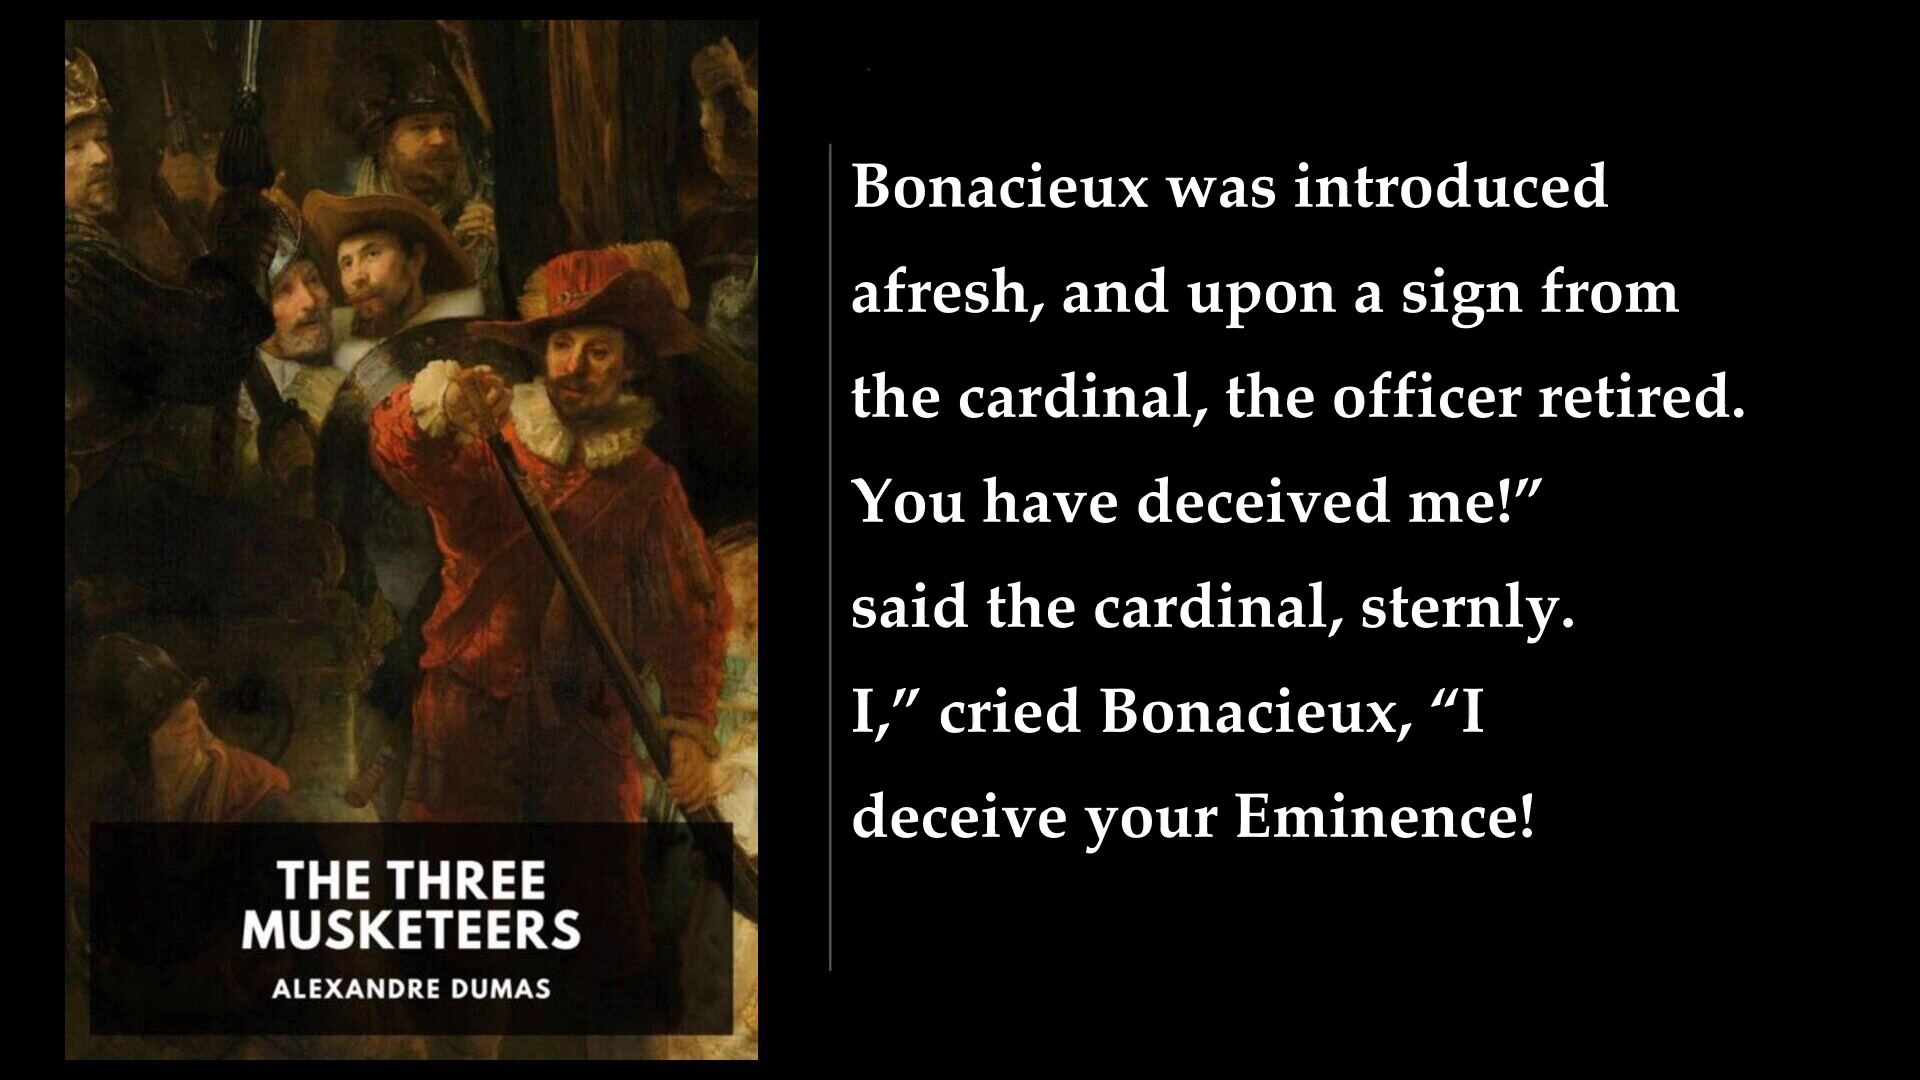 THE THREE
MUSKETEERS
ALEXANDRE DUMAS
Bonacieux was introduced
afresh, and upon a sign from
the cardinal, the officer retired.
You have deceived me!”
said the cardinal, sternly.
I,” cried Bonacieux, “I
deceive your Eminence!